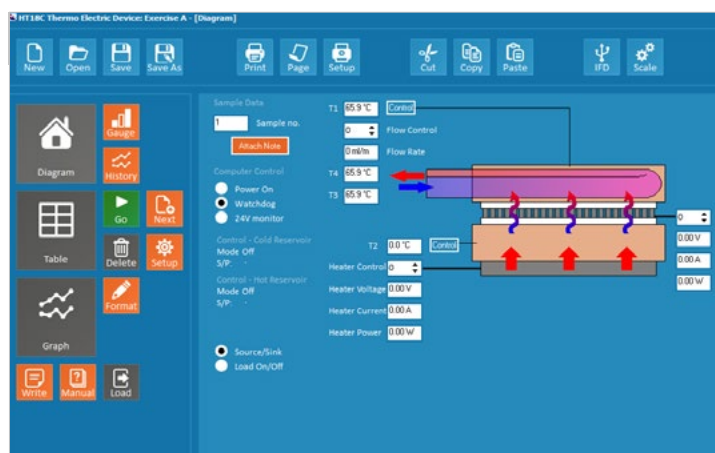 HT18C Thermo Electric Device: Exercise A - [Diagram]
New Open Save Save As Print Page Setup Cut Copy Paste IFD Scale
Diagram
Gauge
History
Table
Go
Next
Delete
Setup
Graph
Format
Write
Manual
Load
Sample Data
1 Sample no.
Attach Note
Computer Control
Power On
Watchdog
24V monitor
Control - Cold Reservoir
Mode Off
S/P: -
Control - Hot Reservoir
Mode Off
S/P: -
Source/Sink
Load On/Off
T1 65.9 °C Control
0 Flow Control
0 ml/m Flow Rate
T4 65.9 °C
T3 65.9 °C
T2 0.0 °C Control
Heater Control 0
Heater Voltage 0.00 V
Heater Current 0.00 A
Heater Power 0.00 W
0
0.00 V
0.00 A
0.00 W